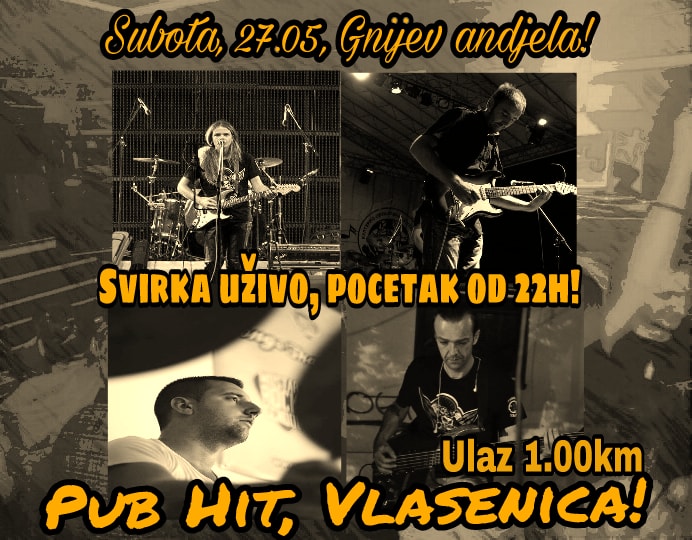 Subota, 27.05, Gnijev andjela!
Svirka uživo, pocetak od 22h!
Ulaz 1.00km
Pub Hit, Vlasenica!